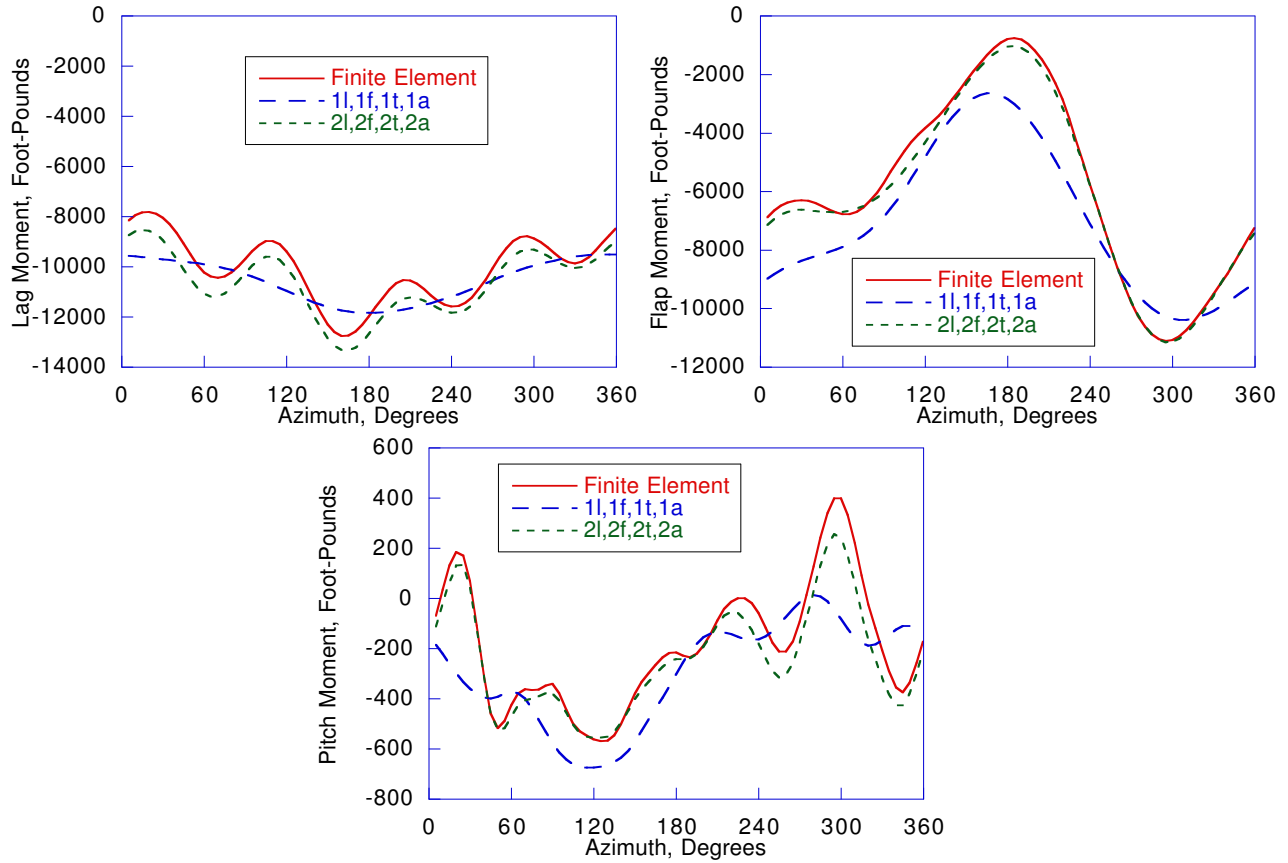 0
-2000
-4000
-6000
-8000
-10000
-12000
-14000
Lag Moment, Foot-Pounds
Finite Element
1l,1f,1t,1a
2l,2f,2t,2a
0 60 120 180 240 300 360
Azimuth, Degrees
0
-2000
-4000
-6000
-8000
-10000
-12000
Flap Moment, Foot-Pounds
Finite Element
1l,1f,1t,1a
2l,2f,2t,2a
0 60 120 180 240 300 360
Azimuth, Degrees
600
400
200
0
-200
-400
-600
-800
Pitch Moment, Foot-Pounds
Finite Element
1l,1f,1t,1a
2l,2f,2t,2a
0 60 120 180 240 300 360
Azimuth, Degrees